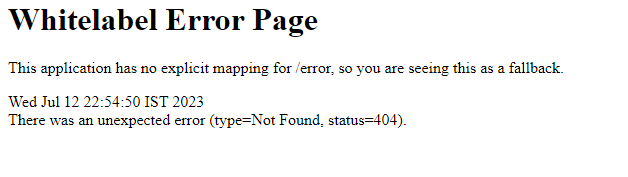 Whitelabel Error Page
This application has no explicit mapping for /error, so you are seeing this as a fallback.
Wed Jul 12 22:54:50 IST 2023
There was an unexpected error (type=Not Found, status=404).